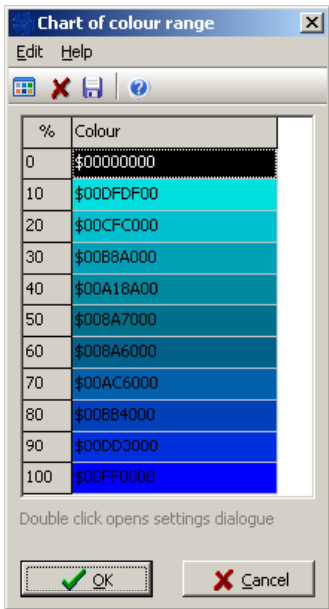 Chart of colour range
Edit Help
% Colour
0 $00000000
10 $00DFDF00
20 $00CFC000
30 $00B8A000
40 $00A18A00
50 $008A7000
60 $008A6000
70 $00AC6000
80 $00BB4000
90 $00DD3000
100 $00FF0000
Double click opens settings dialogue
OK Cancel